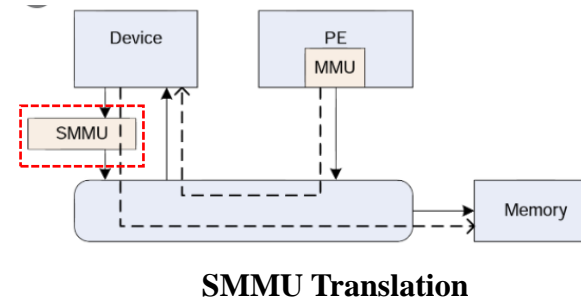 Device
PE
MMU
SMMU
Memory
SMMU Translation